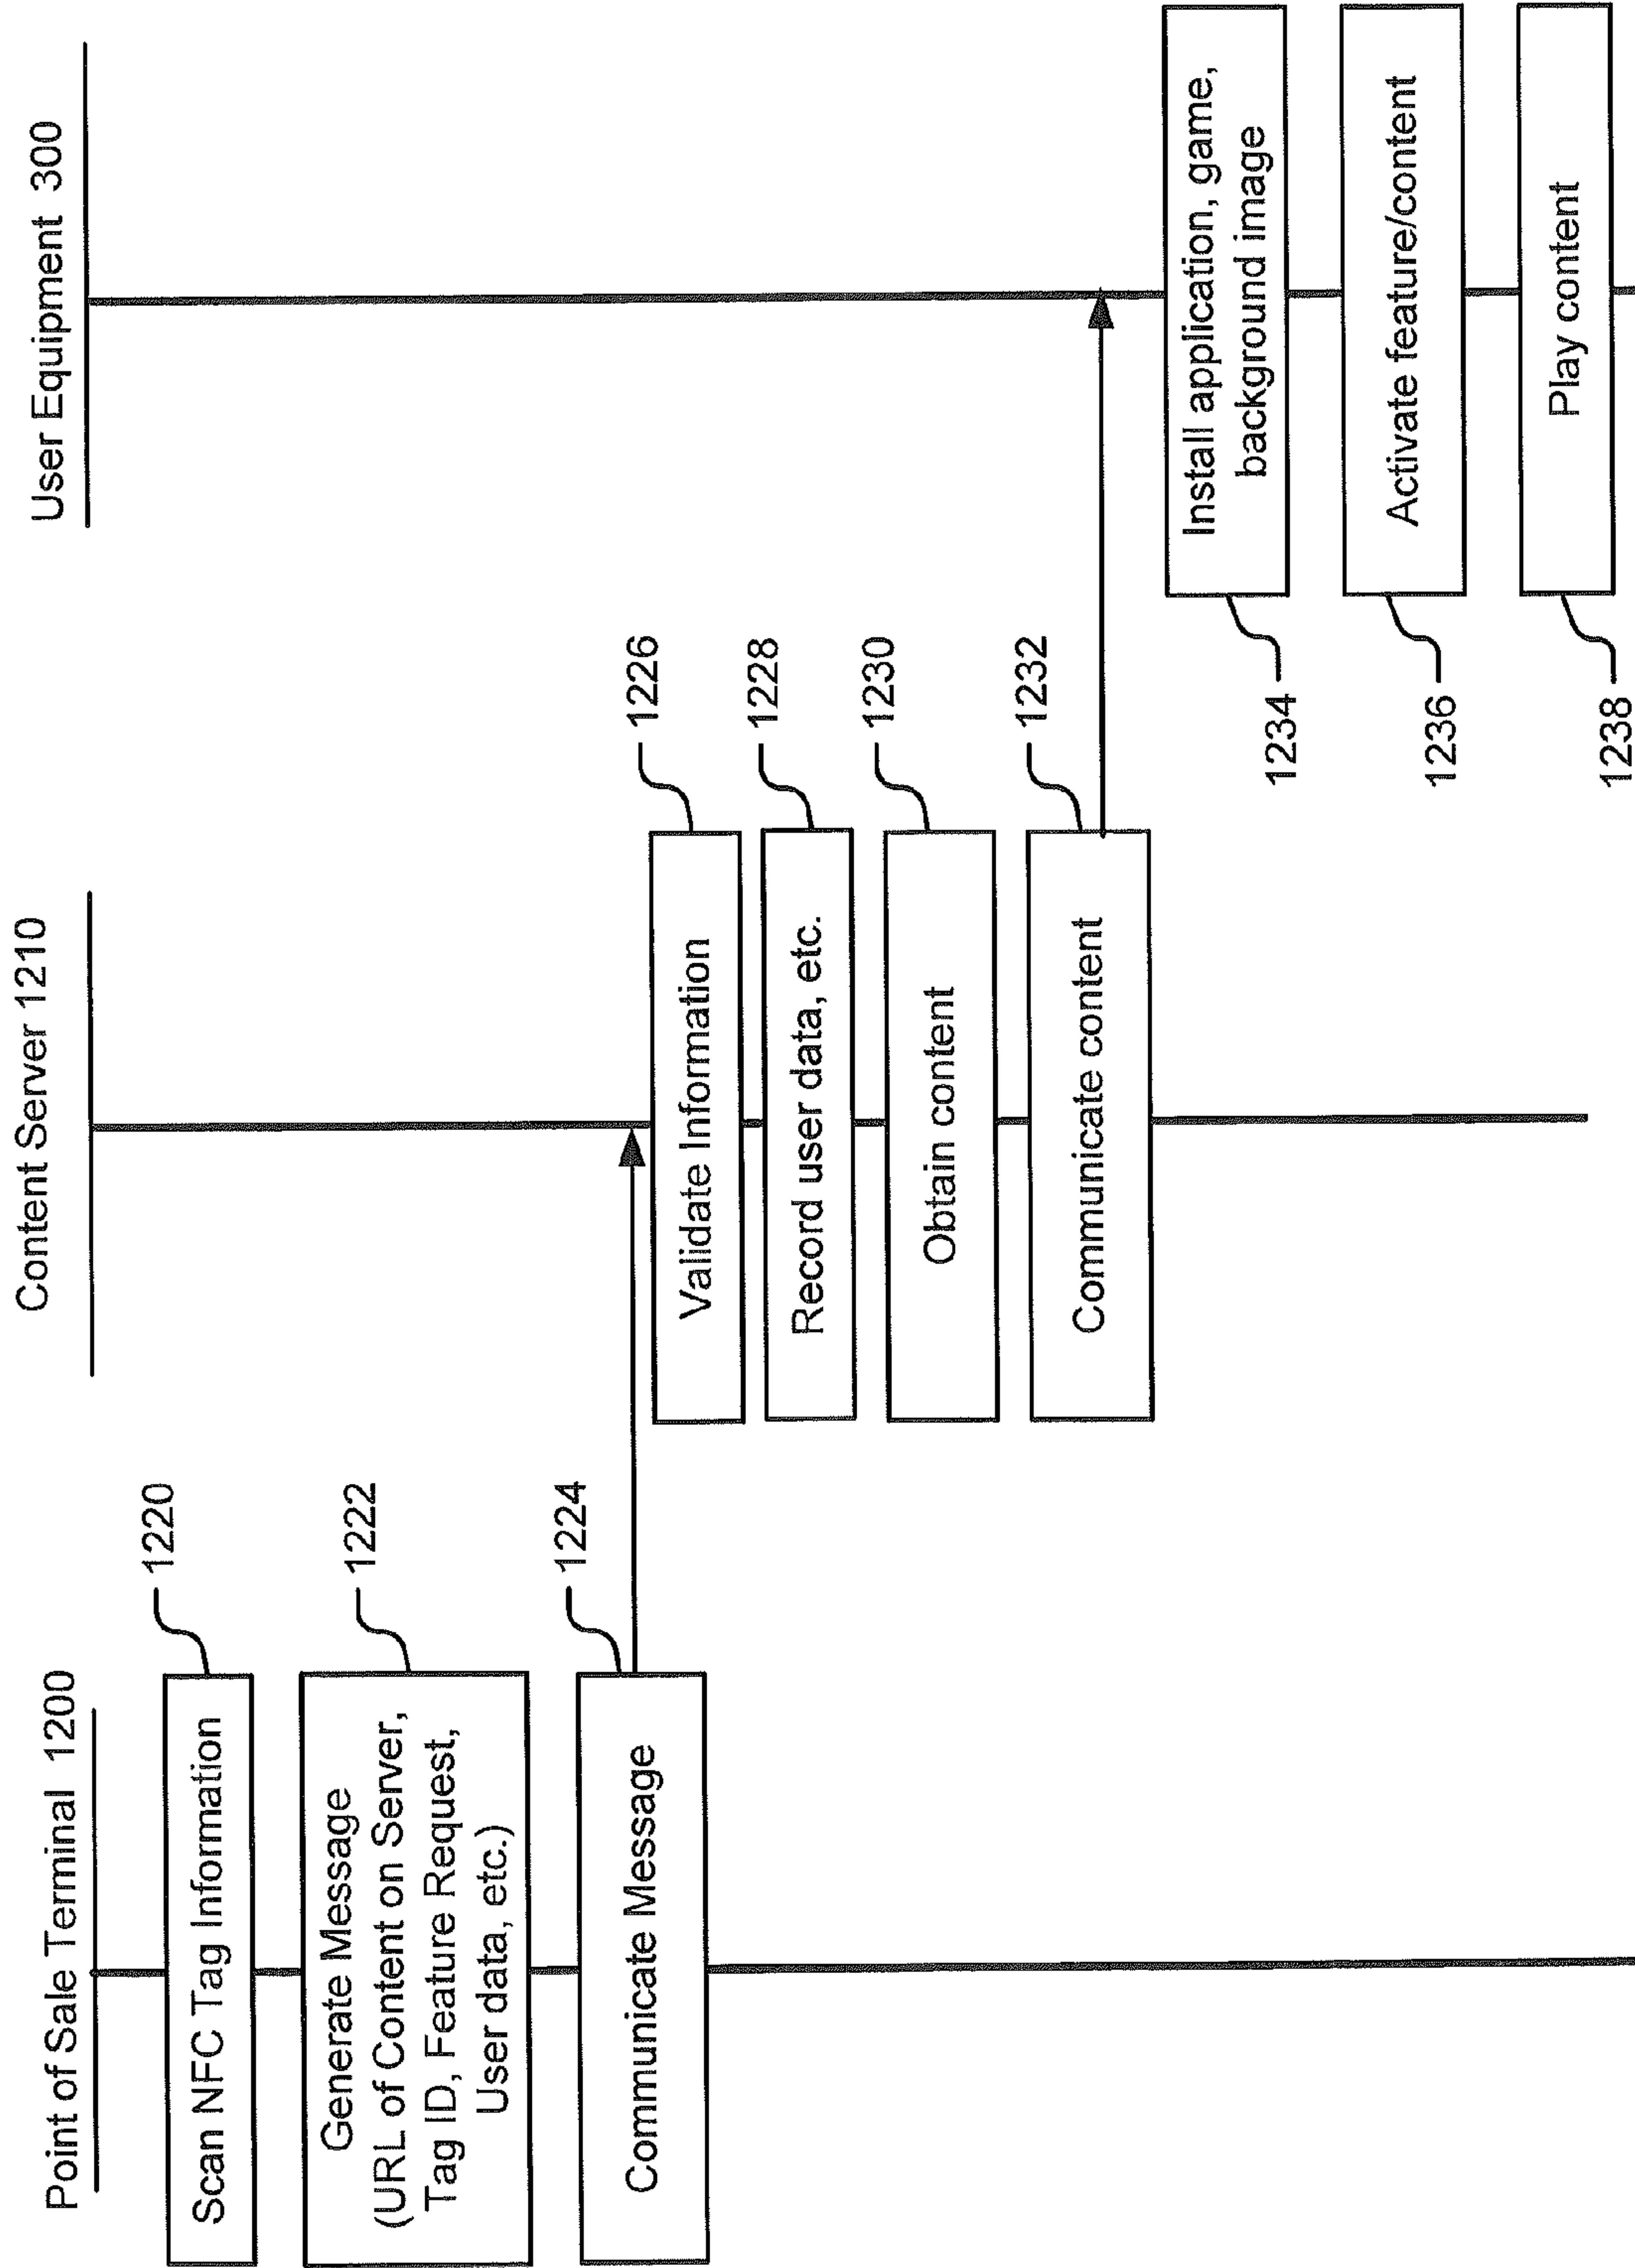 Point of Sale Terminal 1200
Scan NFC Tag Information
1220
Generate Message
(URL of Content on Server,
Tag ID, Feature Request,
User data, etc.)
1222
Communicate Message
1224
Content Server 1210
Validate Information
1226
Record user data, etc.
1228
Obtain content
1230
Communicate content
1232
User Equipment 300
Install application, game,
background image
1234
Activate feature/content
1236
Play content
1238